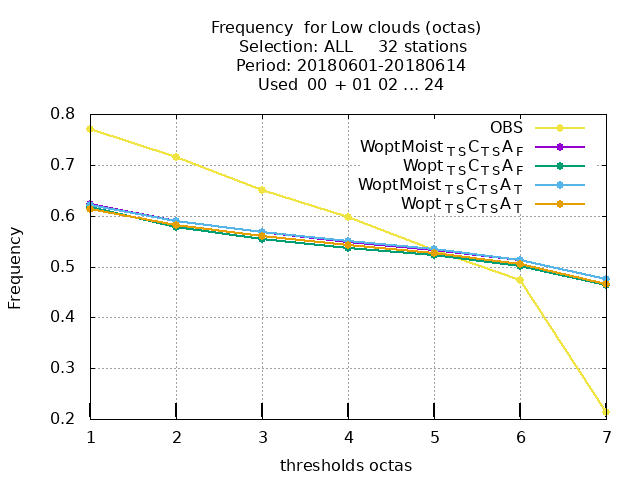 Frequency  for Low clouds (octas)
Selection: ALL     32 stations
Period: 20180601-20180614
Used  00 + 01 02 ... 24
OBS
WoptMoist TS C TS A F
Wopt TS C TS A F
WoptMoist TS C TS A T
Wopt TS C TS A T
0.8
0.7
0.6
0.5
0.4
0.3
0.2
Frequency
1 2 3 4 5 6 7
thresholds octas